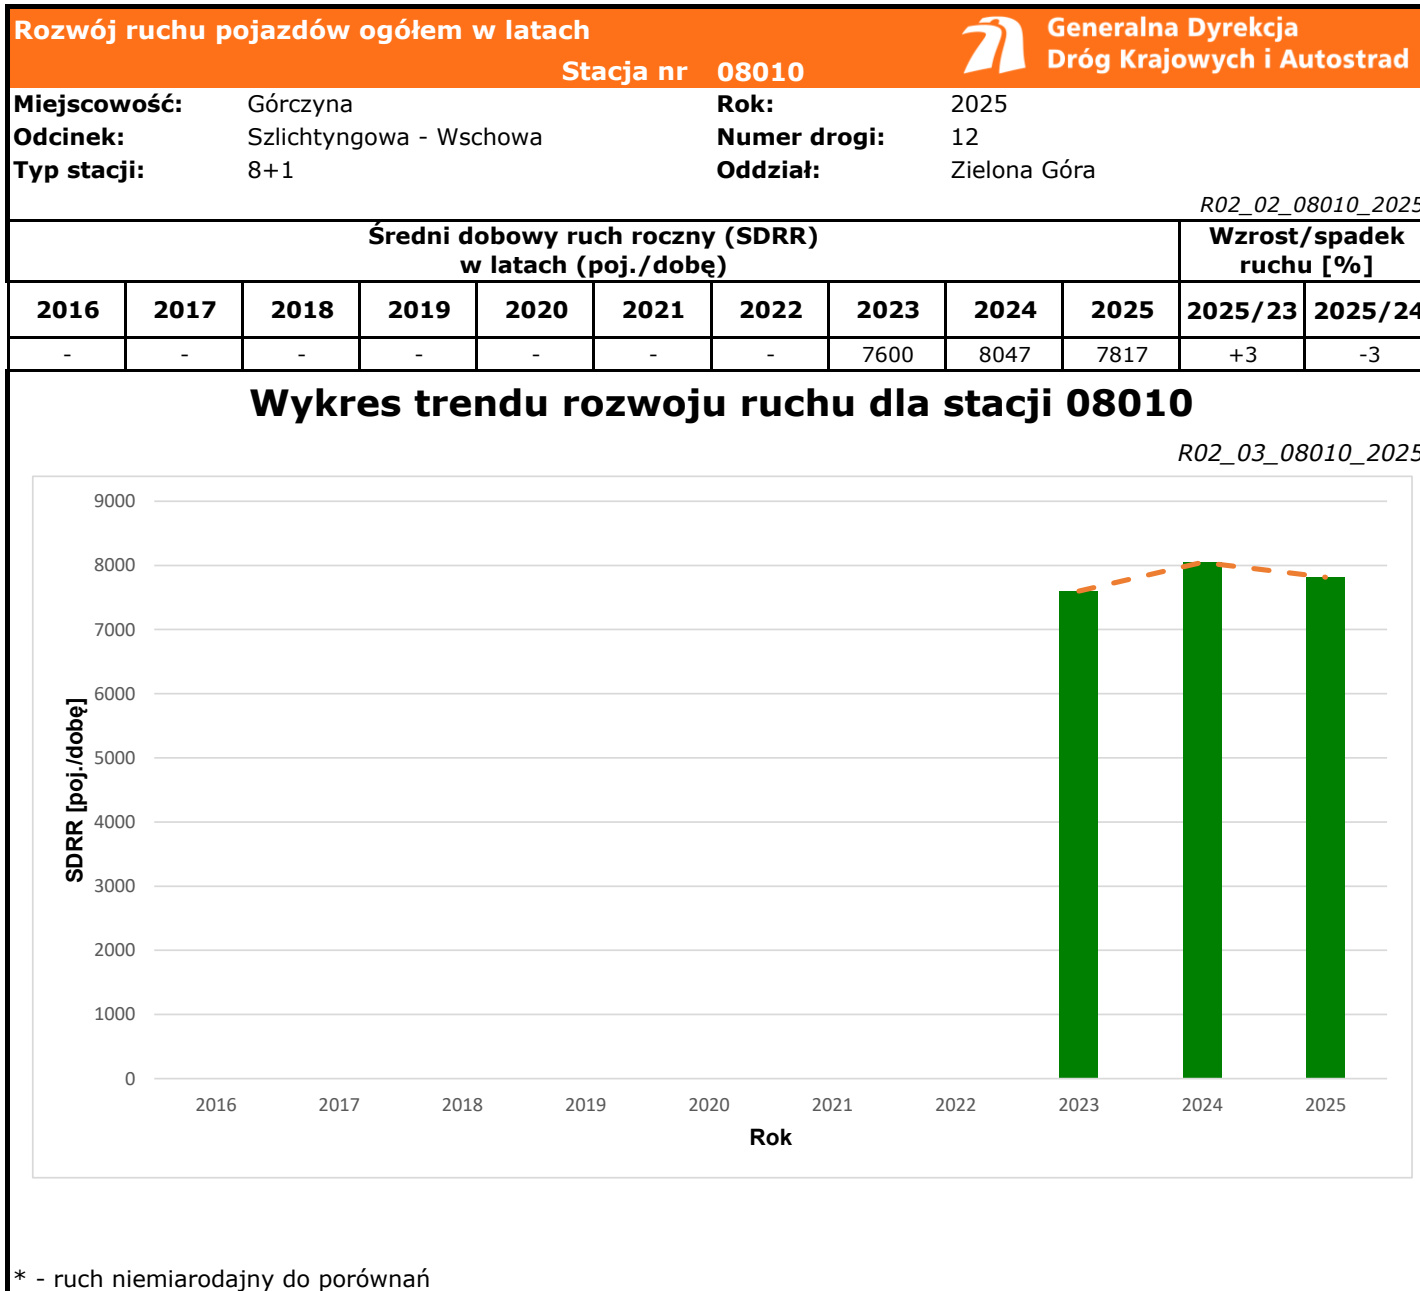 Rozwój ruchu pojazdów ogółem w latach
Stacja nr 08010
Generalna Dyrekcja
Dróg Krajowych i Autostrad
Miejscowość: Górczyna Rok: 2025
Odcinek: Szlichtyngowa - Wschowa Numer drogi: 12
Typ stacji: 8+1 Oddział: Zielona Góra
R02_02_08010_2025
Średni dobowy ruch roczny (SDRR)
w latach (poj./dobę)
Wzrost/spadek
ruchu [%]
2016 2017 2018 2019 2020 2021 2022 2023 2024 2025 2025/23 2025/24
- - - - - - - 7600 8047 7817 +3 -3
Wykres trendu rozwoju ruchu dla stacji 08010
R02_03_08010_2025
SDRR [poj./dobę]
9000
8000
7000
6000
5000
4000
3000
2000
1000
0
2016 2017 2018 2019 2020 2021 2022 2023 2024 2025
Rok
* - ruch niemiarodajny do porównań